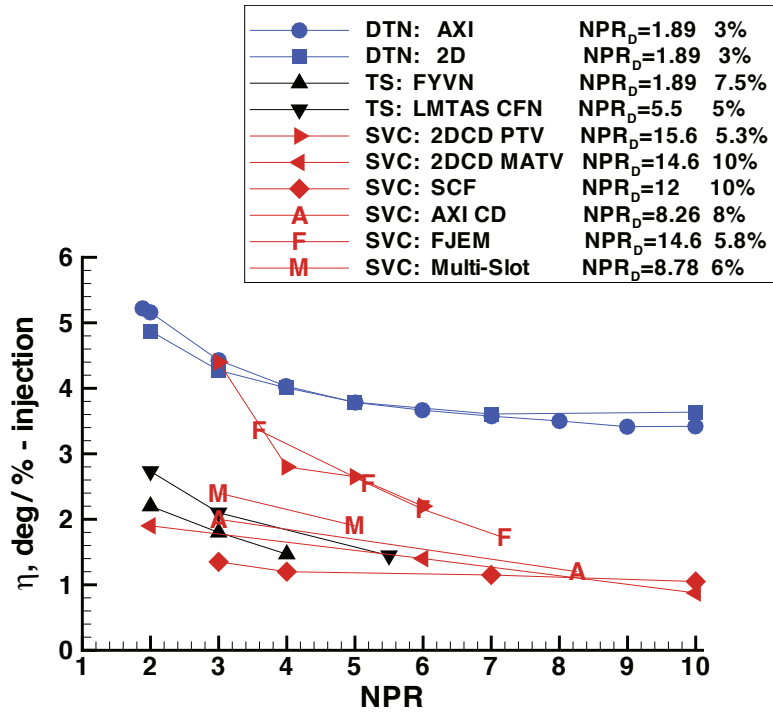 DTN: AXI NPR_D=1.89 3%
DTN: 2D NPR_D=1.89 3%
TS: FYVN NPR_D=1.89 7.5%
TS: LMTAS CFN NPR_D=5.5 5%
SVC: 2DCD PTV NPR_D=15.6 5.3%
SVC: 2DCD MATV NPR_D=14.6 10%
SVC: SCF NPR_D=12 10%
A SVC: AXI CD NPR_D=8.26 8%
F SVC: FJEM NPR_D=14.6 5.8%
M SVC: Multi-Slot NPR_D=8.78 6%
6
5
4
3
2
1
0
η, deg/% - injection
F
F
F
F
M
M
A
A
1 2 3 4 5 6 7 8 9 10
NPR